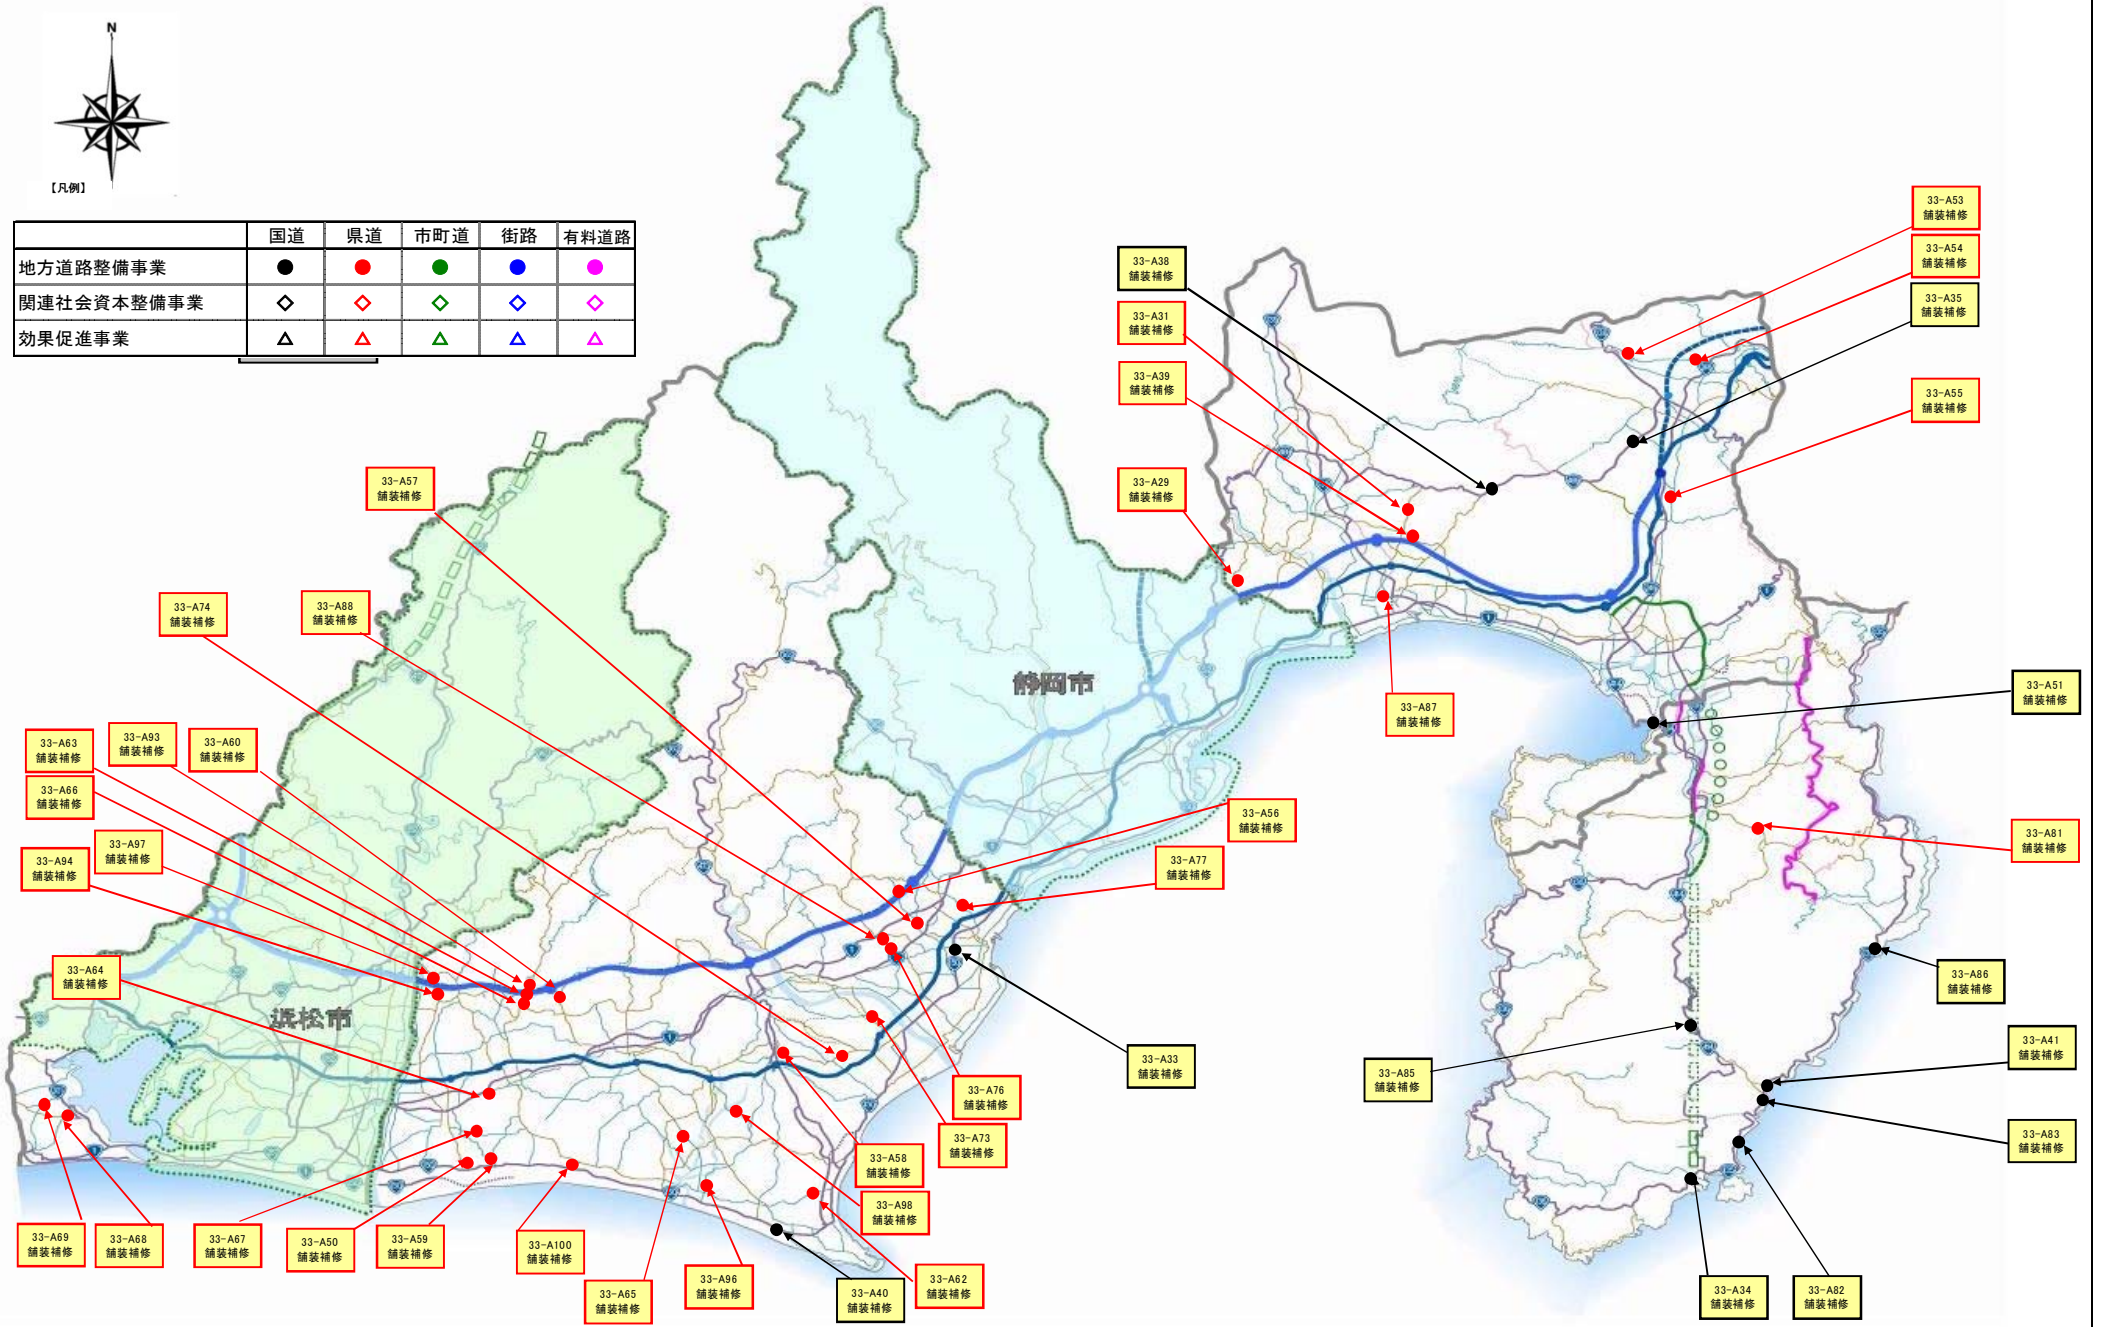 N
【凡例】
国道 県道 市町道 街路 有料道路
地方道路整備事業
関連社会資本整備事業
効果促進事業
33-A53
舗装補修
33-A54
舗装補修
33-A38
舗装補修
33-A35
舗装補修
33-A31
舗装補修
33-A39
舗装補修
33-A55
舗装補修
33-A57
舗装補修
33-A29
舗装補修
33-A74
舗装補修
33-A88
舗装補修
静岡市
33-A51
舗装補修
33-A87
舗装補修
33-A63
舗装補修
33-A93
舗装補修
33-A60
舗装補修
33-A66
舗装補修
33-A56
舗装補修
33-A97
舗装補修
33-A94
舗装補修
33-A77
舗装補修
33-A81
舗装補修
33-A64
舗装補修
33-A86
舗装補修
浜松市
33-A33
舗装補修
33-A85
舗装補修
33-A41
舗装補修
33-A76
舗装補修
33-A73
舗装補修
33-A83
舗装補修
33-A58
舗装補修
33-A98
舗装補修
33-A69
舗装補修
33-A68
舗装補修
33-A67
舗装補修
33-A50
舗装補修
33-A59
舗装補修
33-A100
舗装補修
33-A65
舗装補修
33-A96
舗装補修
33-A40
舗装補修
33-A62
舗装補修
33-A34
舗装補修
33-A82
舗装補修